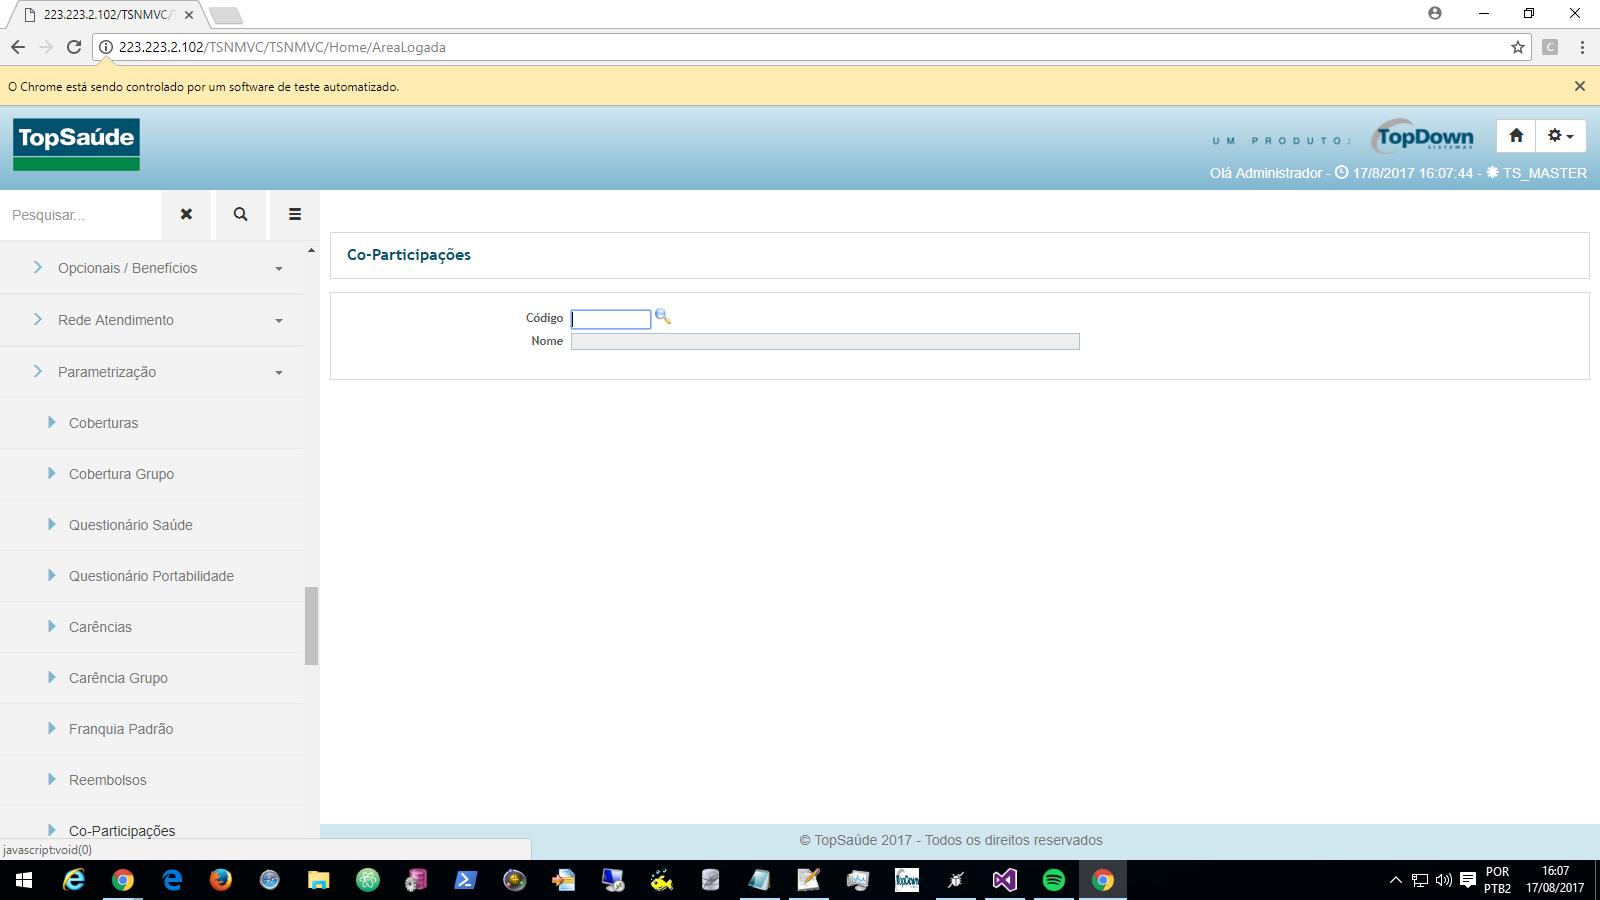 223.223.2.102/TSNMVC/T
223.223.2.102/TSNMVC/TSNMVC/Home/AreaLogada
O Chrome está sendo controlado por um software de teste automatizado.
TopSaúde
UM PRODUTO:
TopDown
SISTEMAS
Olá Administrador - 17/8/2017 16:07:44 - TS_MASTER
Pesquisar...
Opcionais / Benefícios
Rede Atendimento
Parametrização
Coberturas
Cobertura Grupo
Questionário Saúde
Questionário Portabilidade
Carências
Carência Grupo
Franquia Padrão
Reembolsos
Co-Participações
Co-Participações
Código
Nome
© TopSaúde 2017 - Todos os direitos reservados
javascript:void(0)
TopDown
POR
PTB2
16:07
17/08/2017